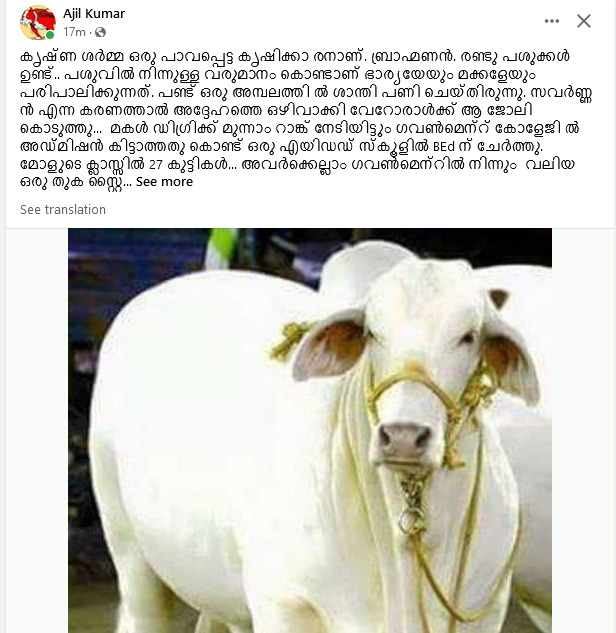 Ajil Kumar
17m ·
കൃഷ്ണ ശർമ്മ ഒരു പാവപ്പെട്ട കൃഷിക്കാ രനാണ്. ബ്രാഹ്മണൻ. രണ്ടു പശുക്കൾ
ഉണ്ട്.. പശുവിൽ നിന്നുള്ള വരുമാനം കൊണ്ടാണ് ഭാര്യയേയും മക്കളേയും
പരിപാലിക്കുന്നത്. പണ്ട് ഒരു അമ്പലത്തി ൽ ശാന്തി പണി ചെയ്തിരുന്നു. സവർണ്ണ
ൻ എന്ന കരണത്താൽ അദ്ദേഹത്തെ ഒഴിവാക്കി വേറോരാൾക്ക് ആ ജോലി
കൊടുത്തു... മകൾ ഡിഗ്രിക്ക് മുന്നാം റാങ്ക് നേടിയിട്ടും ഗവൺമെന്റ് കോളേജി ൽ
അഡ്മിഷൻ കിട്ടാത്തതു കൊണ്ട് ഒരു എയിഡഡ് സ്കൂളിൽ BEd ന് ചേർത്തു.
മോളുടെ ക്ലാസ്സിൽ 27 കുട്ടികൾ... അവർക്കെല്ലാം ഗവൺമെന്റിൽ നിന്നും വലിയ
ഒരു തുക സ്റ്റൈ... See more
See translation